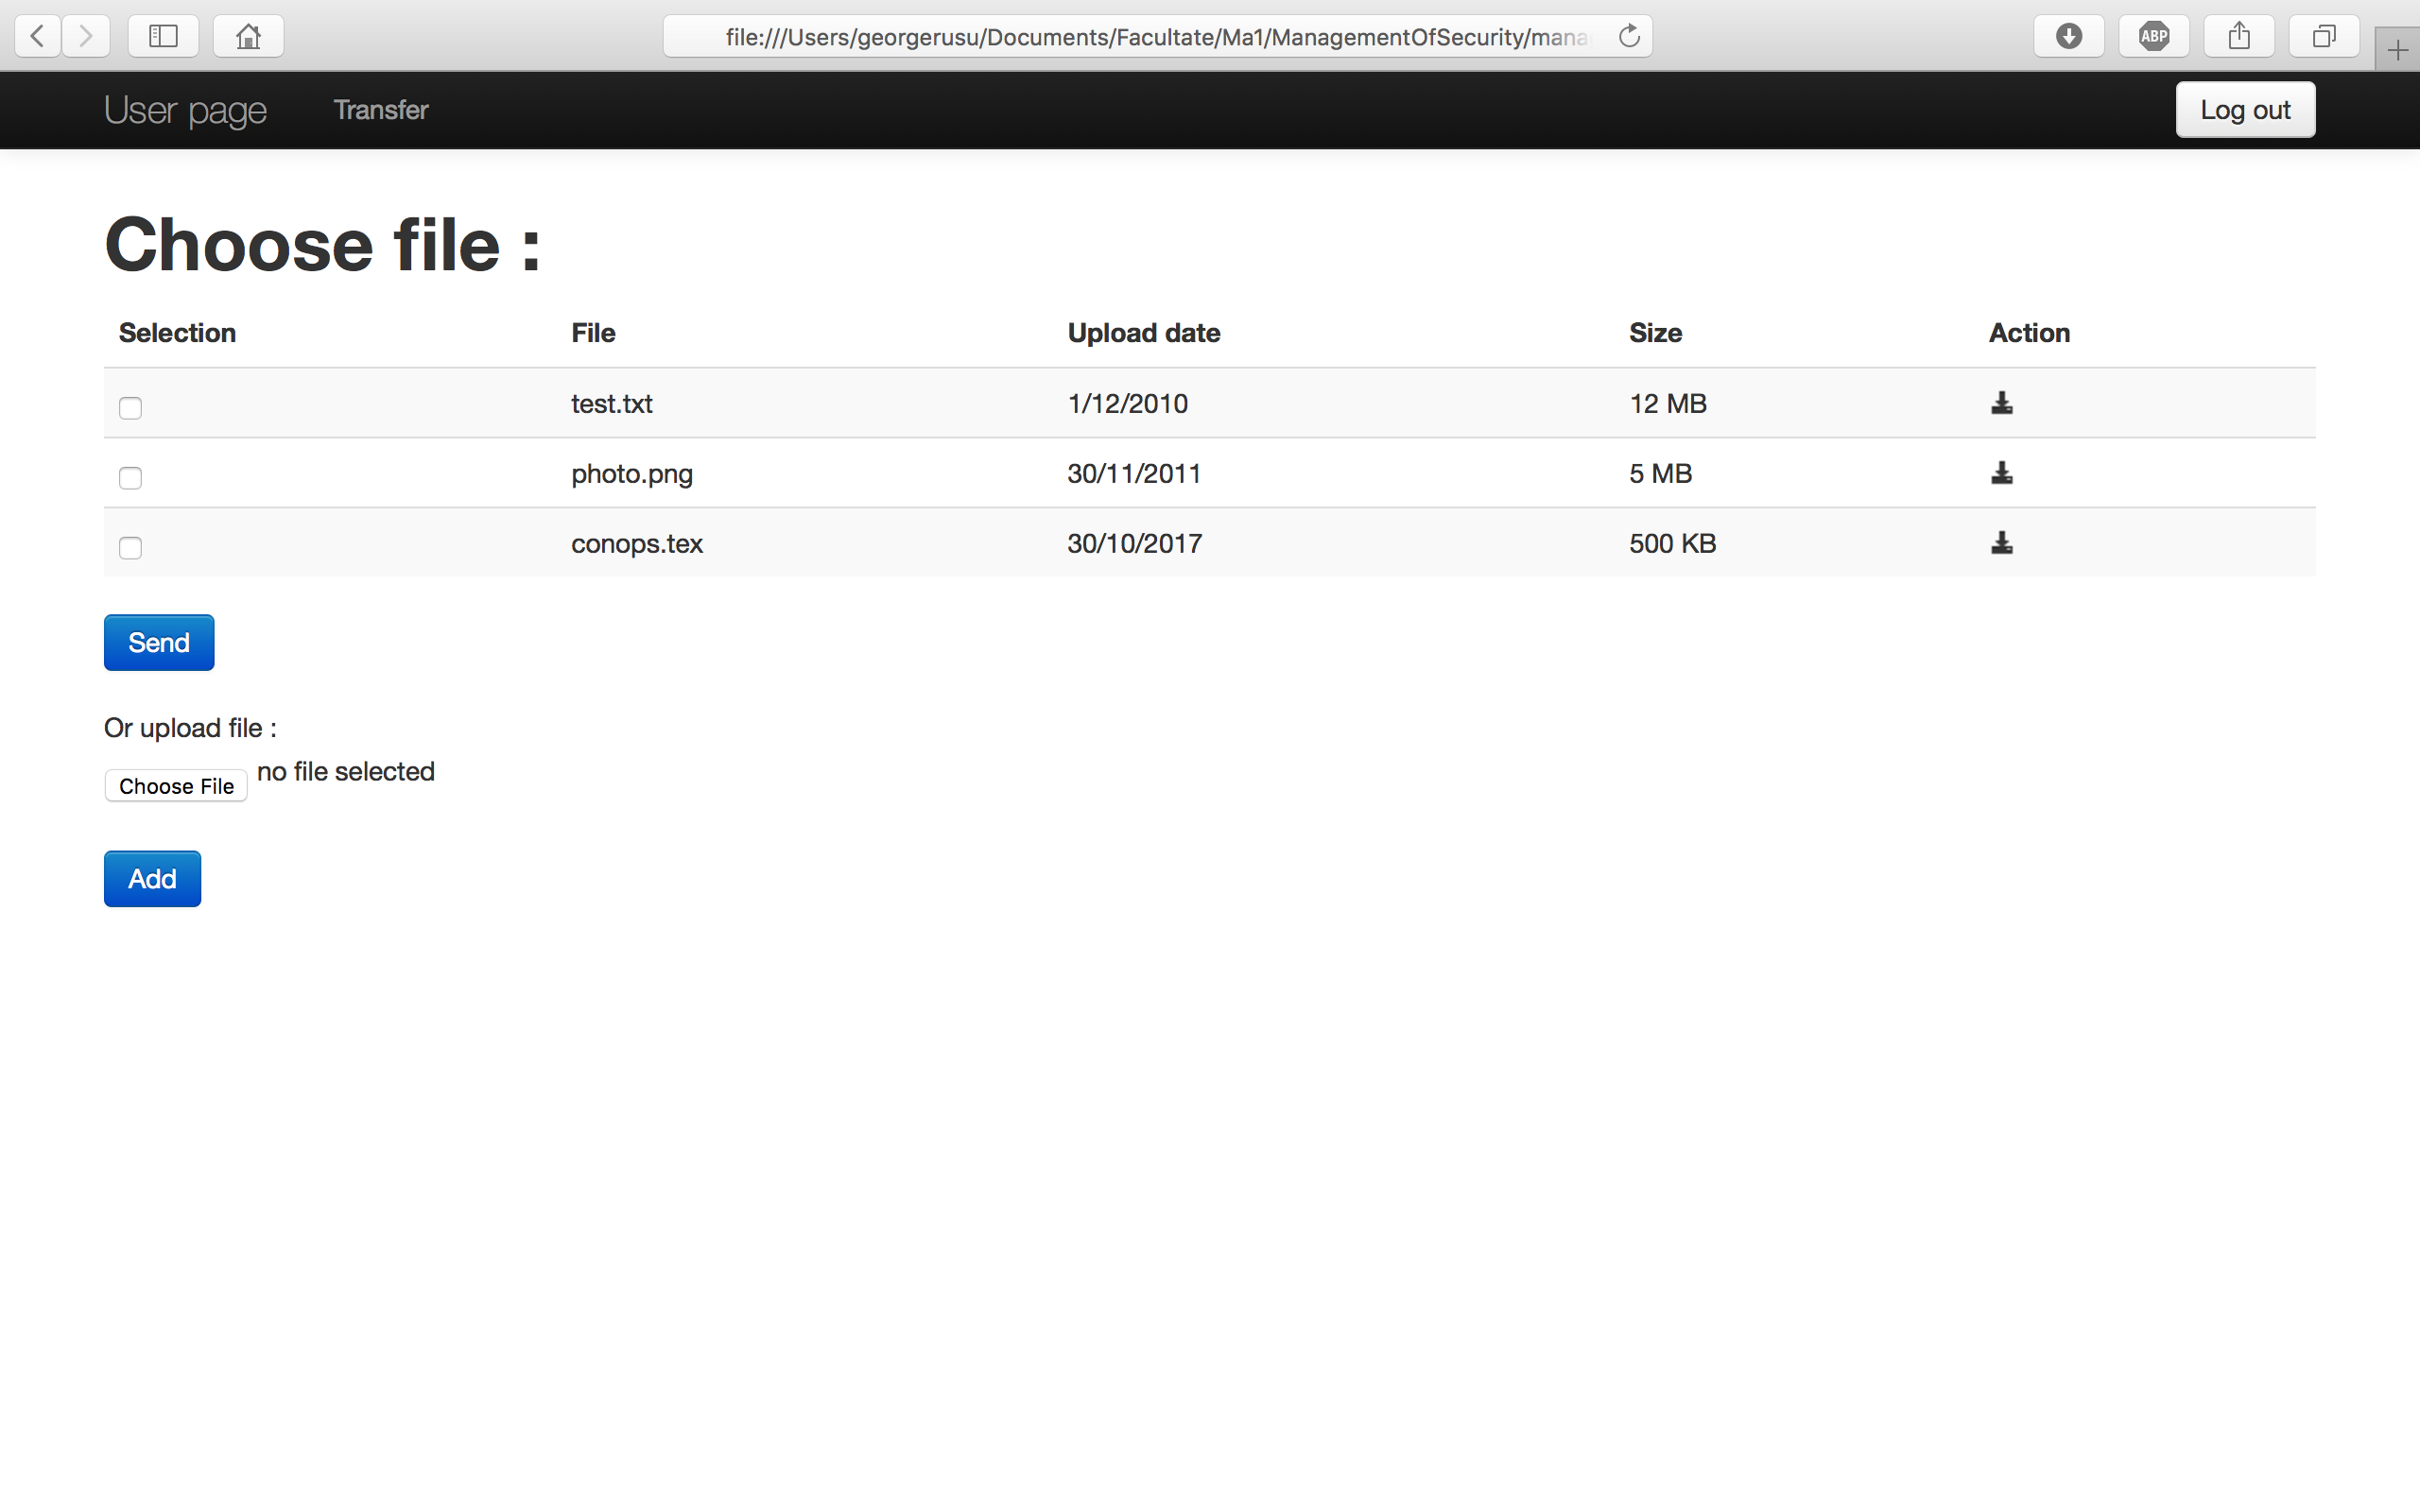 file:///Users/georgerusu/Documents/Facultate/Ma1/ManagementOfSecurity/mana
ABP
User page Transfer Log out
Choose file :
Selection File Upload date Size Action
test.txt 1/12/2010 12 MB
photo.png 30/11/2011 5 MB
conops.tex 30/10/2017 500 KB
Send
Or upload file :
Choose File no file selected
Add